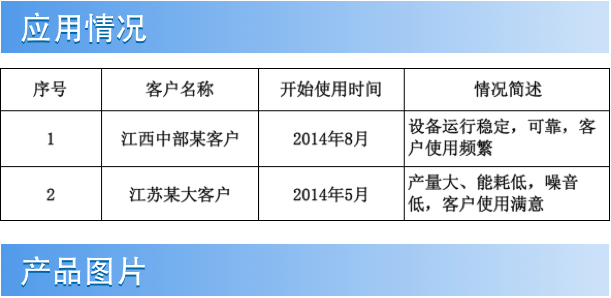 应用情况
序号 客户名称 开始使用时间 情况简述
1 江西中部某客户 2014年8月 设备运行稳定，可靠，客
户使用频繁
2 江苏某大客户 2014年5月 产量大、能耗低，噪音
低，客户使用满意
产品图片